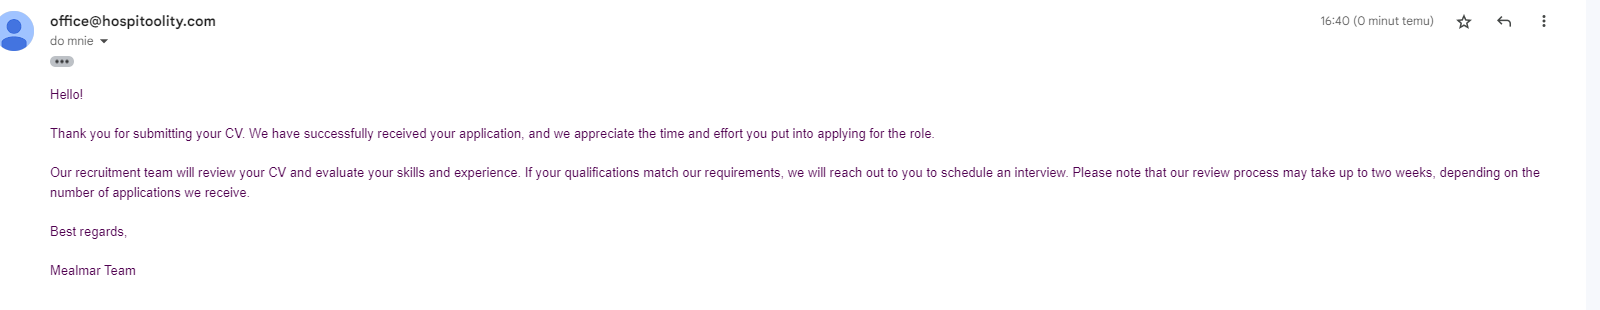 office@hospitoolity.com
16:40 (0 minut temu)
do mnie
Hello!
Thank you for submitting your CV. We have successfully received your application, and we appreciate the time and effort you put into applying for the role.
Our recruitment team will review your CV and evaluate your skills and experience. If your qualifications match our requirements, we will reach out to you to schedule an interview. Please note that our review process may take up to two weeks, depending on the
number of applications we receive.
Best regards,
Mealmar Team